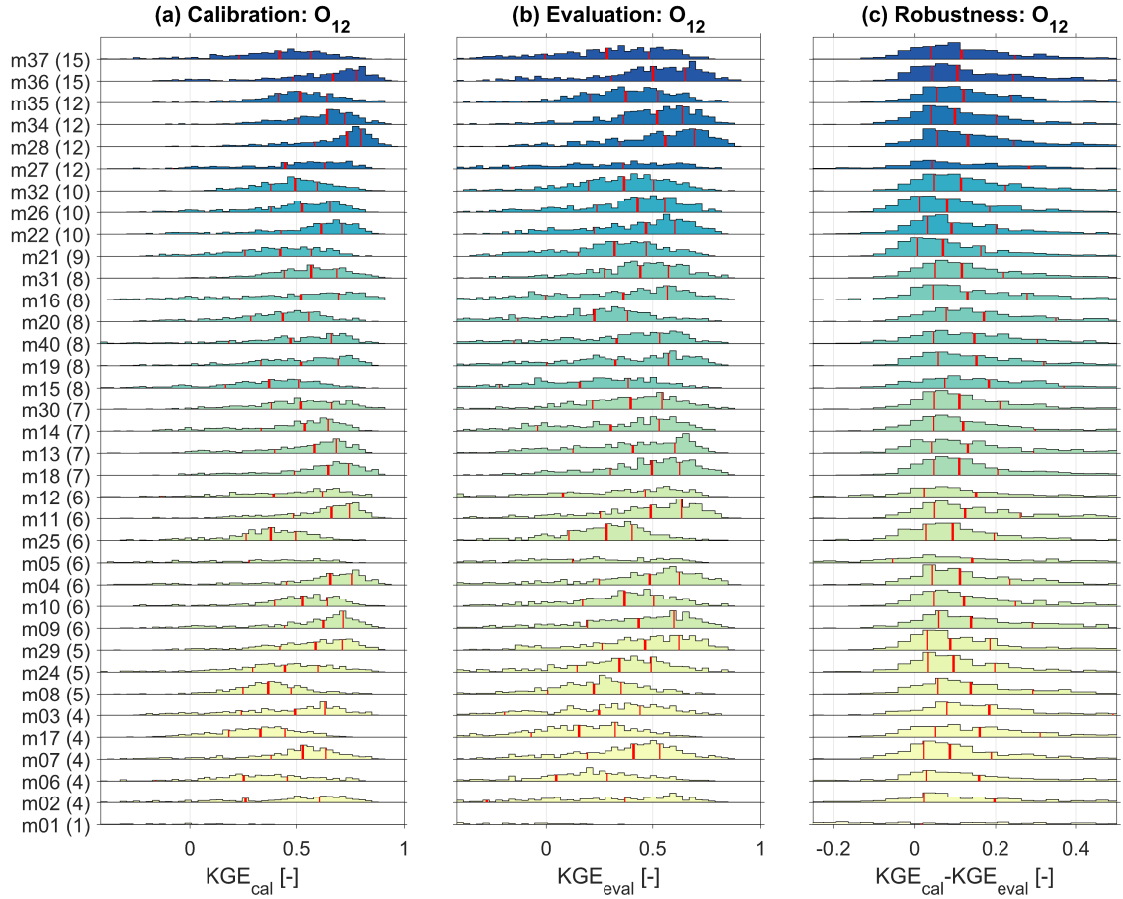 (a) Calibration: O12
(b) Evaluation: O12
(c) Robustness: O12
m37 (15)
m36 (15)
m35 (12)
m34 (12)
m28 (12)
m27 (12)
m32 (10)
m26 (10)
m22 (10)
m21 (9)
m31 (8)
m16 (8)
m20 (8)
m40 (8)
m19 (8)
m15 (8)
m30 (7)
m14 (7)
m13 (7)
m18 (7)
m12 (6)
m11 (6)
m25 (6)
m05 (6)
m04 (6)
m10 (6)
m09 (6)
m29 (5)
m24 (5)
m08 (5)
m03 (4)
m17 (4)
m07 (4)
m06 (4)
m02 (4)
m01 (1)
0 0.5 1
0 0.5 1
-0.2 0 0.2 0.4
KGEcal [-]
KGEeval [-]
KGEcal-KGEeval [-]